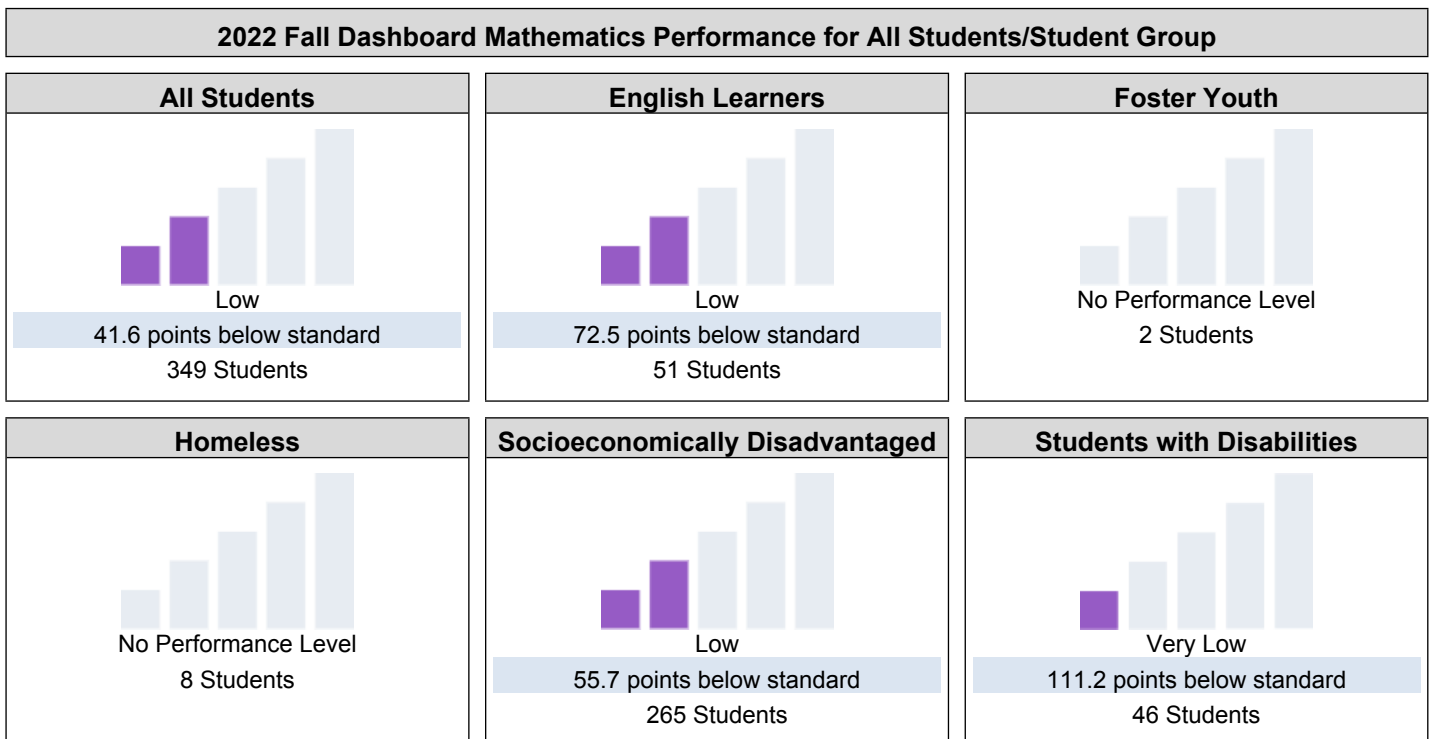 2022 Fall Dashboard Mathematics Performance for All Students/Student Group
All Students
Low
41.6 points below standard
349 Students
English Learners
Low
72.5 points below standard
51 Students
Foster Youth
No Performance Level
2 Students
Homeless
No Performance Level
8 Students
Socioeconomically Disadvantaged
Low
55.7 points below standard
265 Students
Students with Disabilities
Very Low
111.2 points below standard
46 Students